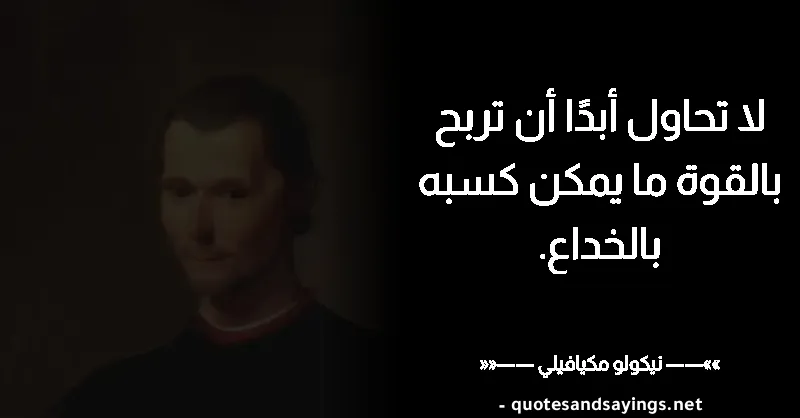 لا تحاول أبدًا أن تربح
بالقوة ما يمكن كسبه
بالخداع.
»»—— نيكولو مكيافيلي ——««
- quotesandsayings.net